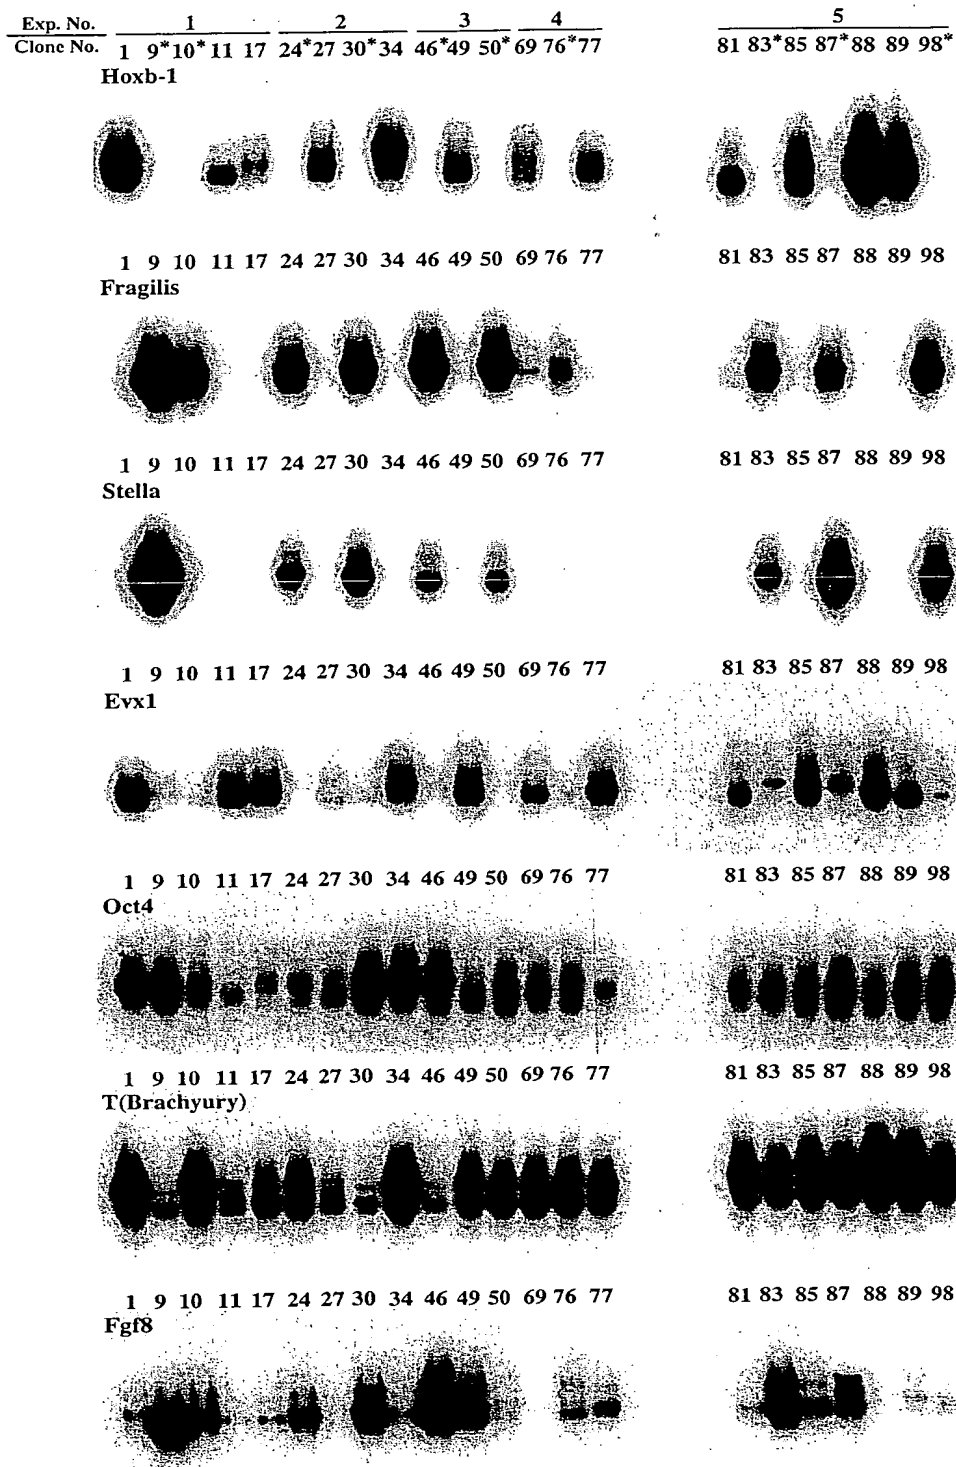 Exp. No. 1 2 3 4 5
Clone No. 1 9* 10* 11 17 24* 27 30* 34 46* 49 50* 69 76* 77 81 83* 85 87* 88 89 98*
Hoxb-1
1 9 10 11 17 24 27 30 34 46 49 50 69 76 77 81 83 85 87 88 89 98
Fragilis
1 9 10 11 17 24 27 30 34 46 49 50 69 76 77 81 83 85 87 88 89 98
Stella
1 9 10 11 17 24 27 30 34 46 49 50 69 76 77 81 83 85 87 88 89 98
Evx1
1 9 10 11 17 24 27 30 34 46 49 50 69 76 77 81 83 85 87 88 89 98
Oct4
1 9 10 11 17 24 27 30 34 46 49 50 69 76 77 81 83 85 87 88 89 98
T(Brachyury)
1 9 10 11 17 24 27 30 34 46 49 50 69 76 77 81 83 85 87 88 89 98
Fgf8